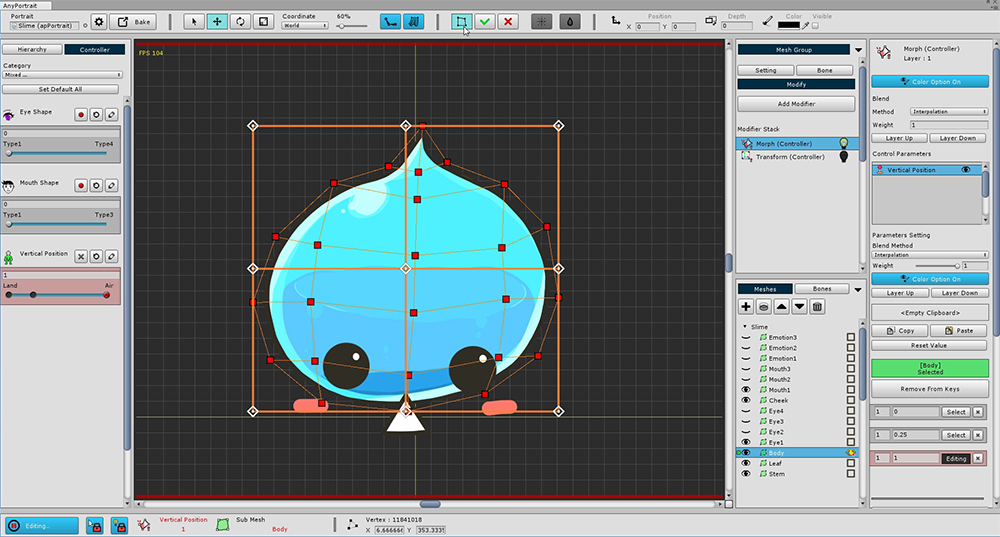 AnyPortrait
Portrait
Slime (apPortrait)
Bake
Coordinate
World
60%
Position
X 0 Y 0
Depth
0
Color
Visible
Hierarchy
Controller
Category
Mixed ...
Set Default All
Eye Shape
0
Type1 Type4
Mouth Shape
0
Type1 Type3
Vertical Position
1
Land Air
FPS 104
Mesh Group
Setting
Bone
Modify
Add Modifier
Modifier Stack
Morph (Controller)
Transform (Controller)
Meshes
Bones
Slime
Emotion3
Emotion2
Emotion1
Mouth3
Mouth2
Mouth1
Cheek
Eye4
Eye3
Eye2
Eye1
Body
Leaf
Stem
Morph (Controller)
Layer : 1
Color Option On
Blend
Method Interpolation
Weight 1
Layer Up
Layer Down
Control Parameters
Vertical Position
Parameters Setting
Blend Method
Interpolation
Weight 1
Color Option On
Layer Up
Layer Down
<Empty Clipboard>
Copy
Paste
Reset Value
[Body]
Selected
Remove From Keys
1 0 Select
1 0.25 Select
1 1 Editing
Editing..
Vertical Position
1
Sub Mesh
Body
Vertex : 11841018
X 6.666666 Y 353.3335